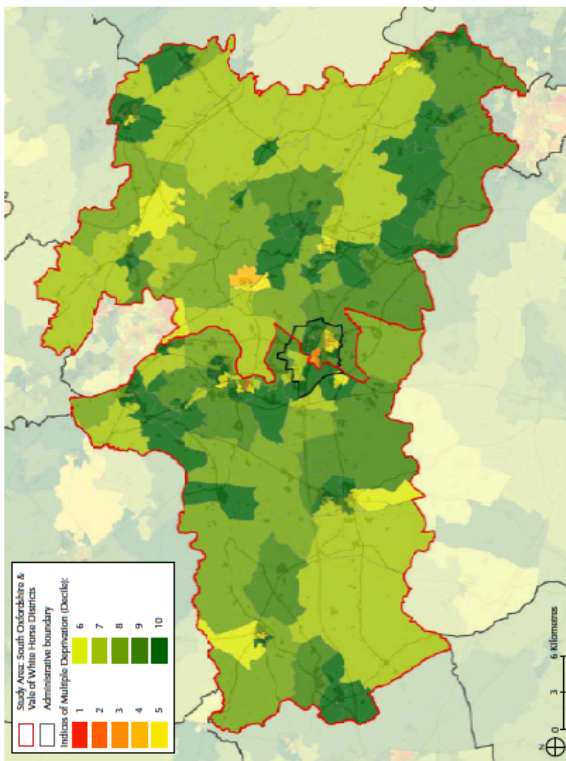 Study Area: South Oxfordshire &
Vale of White Horse Districts
Administrative boundary
Indices of Multiple Deprivation (Decile):
1
2
3
4
5
6
7
8
9
10
N
0 3 6 Kilometres